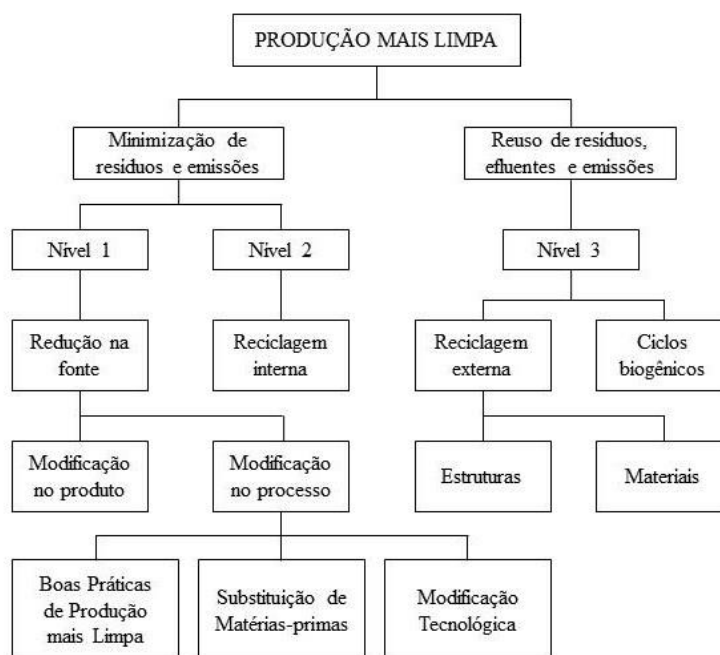 PRODUÇÃO MAIS LIMPA
Minimização de
resíduos e emissões
Reuso de resíduos,
efluentes e emissões
Nível 1
Nível 2
Nível 3
Redução na
fonte
Reciclagem
interna
Reciclagem
externa
Ciclos
biogênicos
Modificação
no produto
Modificação
no processo
Estruturas
Materiais
Boas Práticas
de Produção
mais Limpa
Substituição de
Matérias-primas
Modificação
Tecnológica